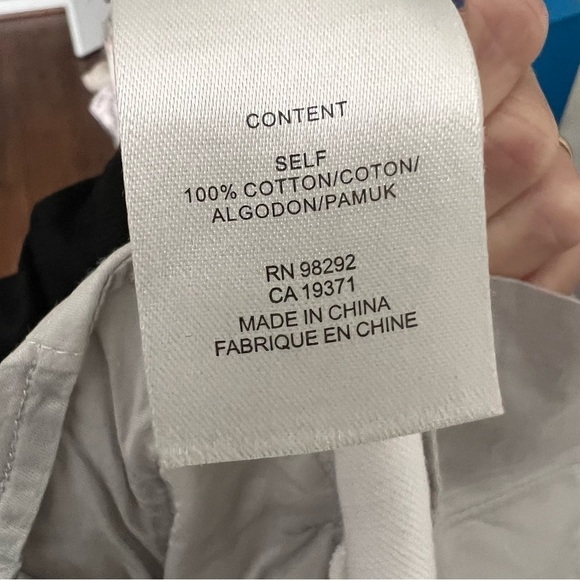 CONTENT
SELF
100% COTTON/COTON/
ALGODON/PAMUK
RN 98292
CA 19371
MADE IN CHINA
FABRIQUE EN CHINE